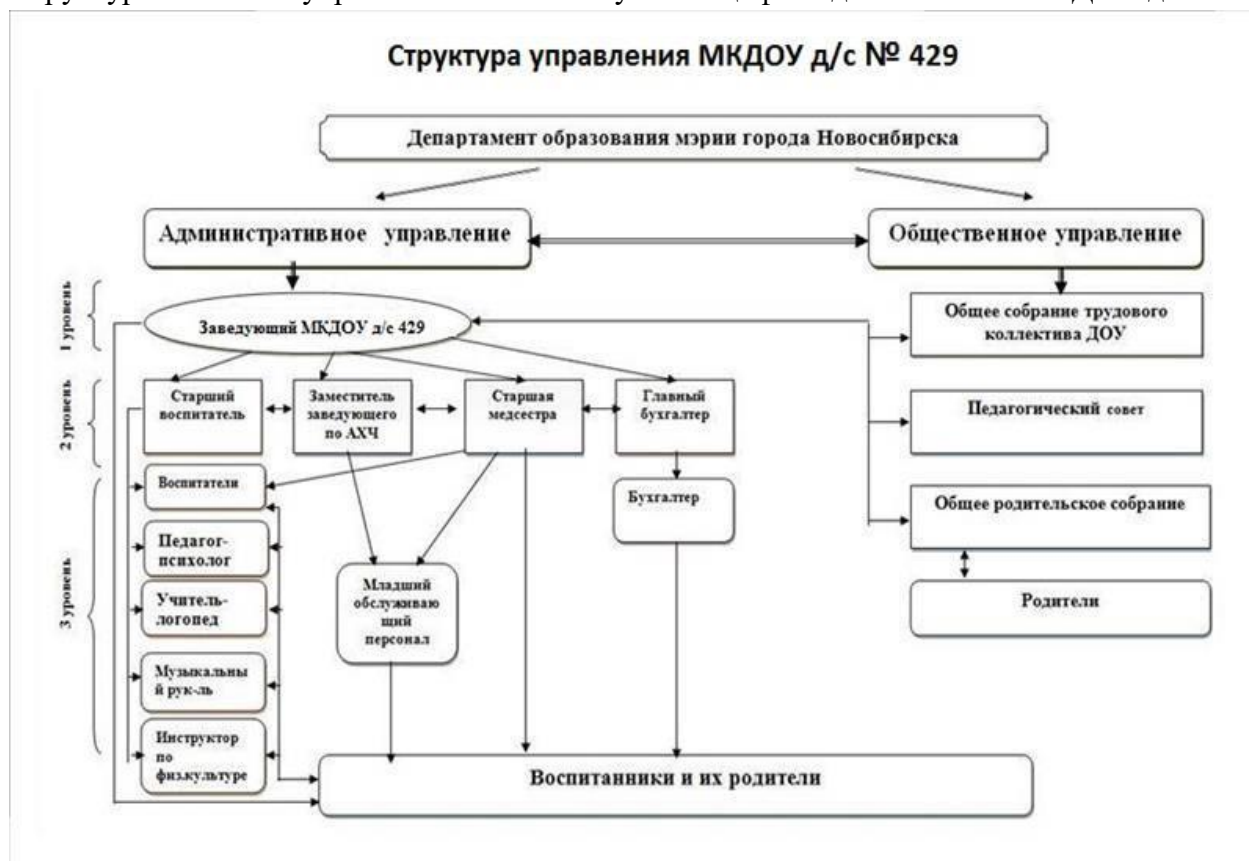 Структура управления МКДОУ д/с № 429
Департамент образования мэрии города Новосибирска
Административное управление
Общественное управление
1 уровень
Заведующий МКДОУ д/с 429
Общее собрание трудового
коллектива ДОУ
2 уровень
Старший
воспитатель
Заместитель
заведующего
по АХЧ
Старшая
медсестра
Главный
бухгалтер
Педагогический совет
3 уровень
Воспитатели
Бухгалтер
Общее родительское собрание
Педагог-
психолог
Учитель-
логопед
Младший
обслуживаю
щий
персонал
Родители
Музыкальны
й рук-ль
Инструктор
по
физ.культуре
Воспитанники и их родители